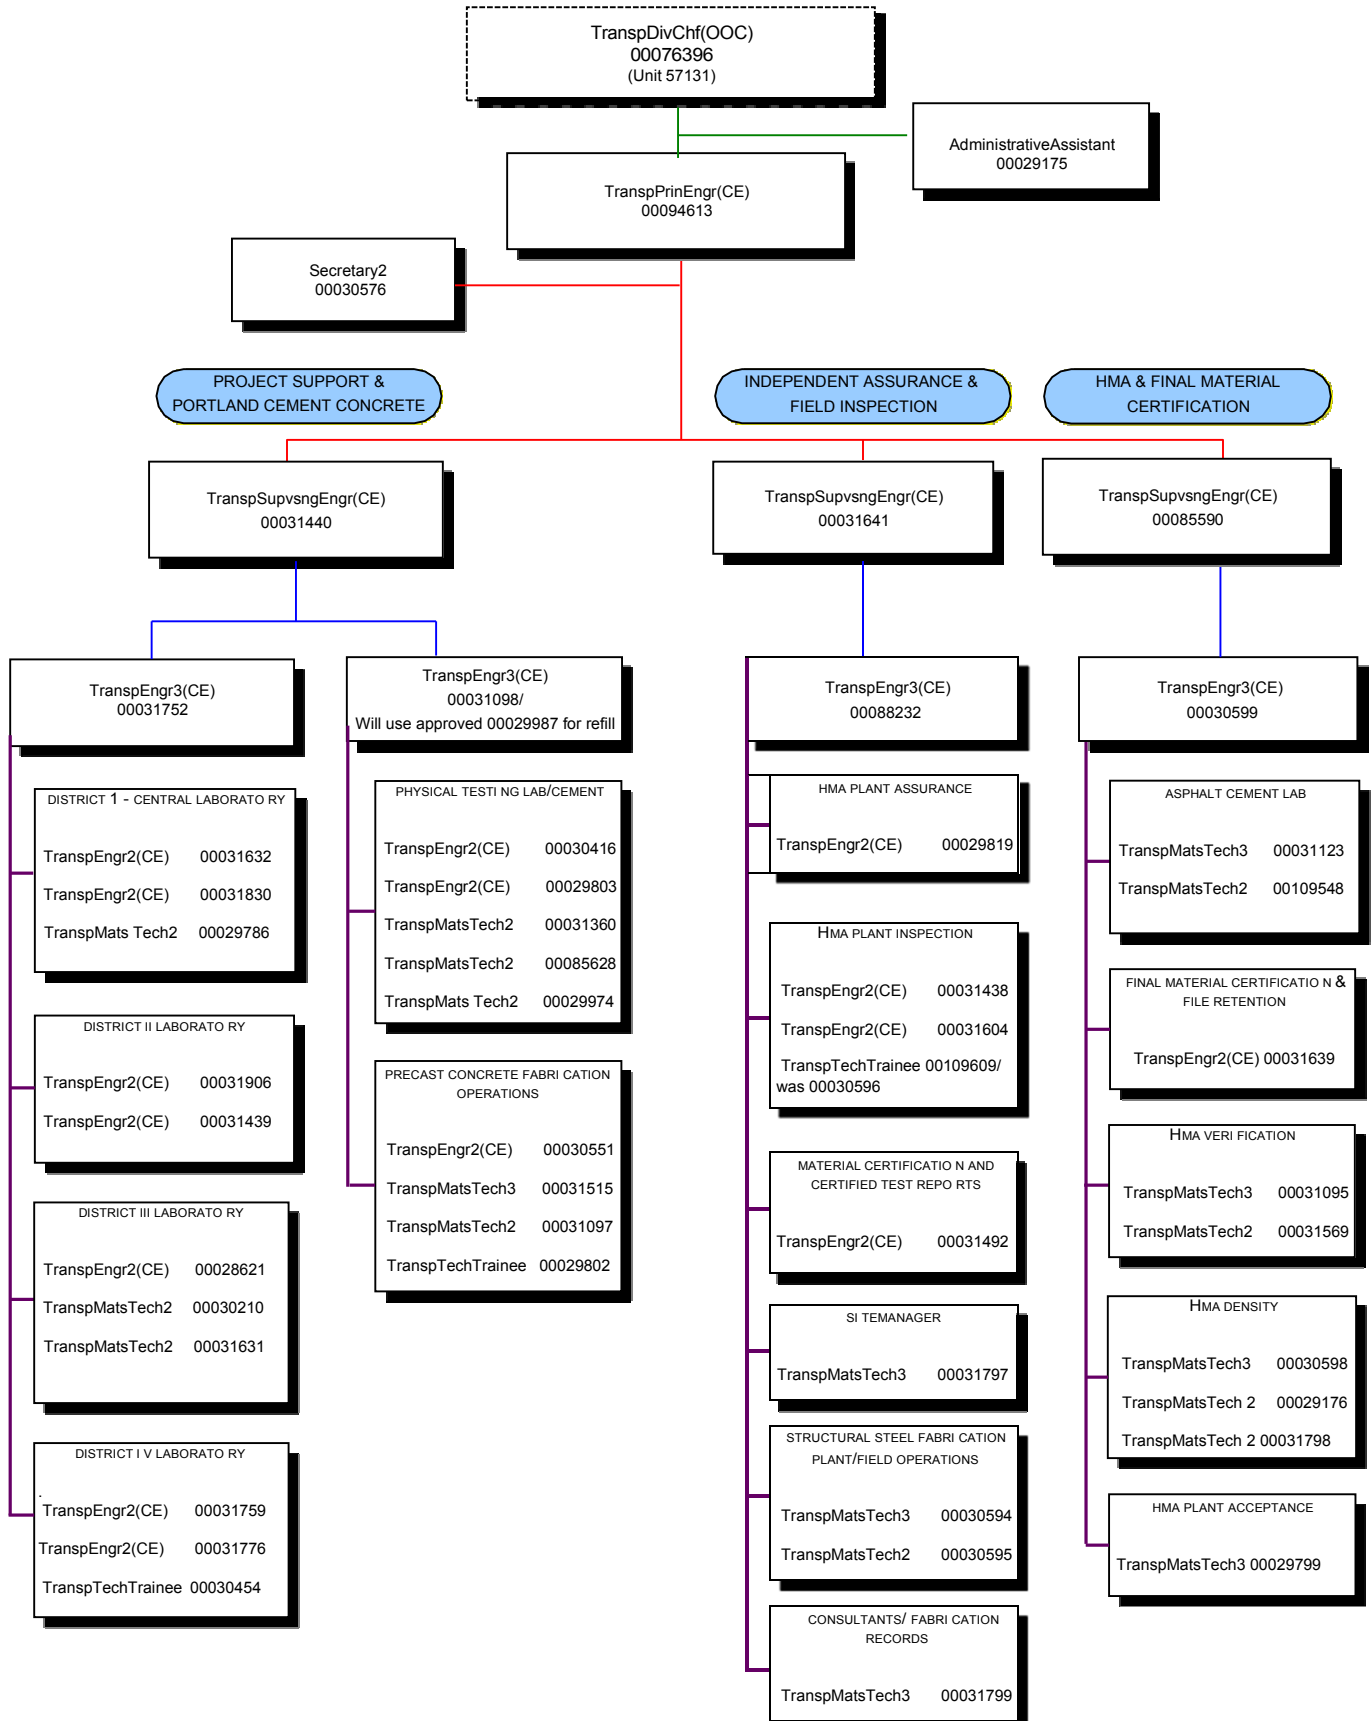 TranspDivChf(OOC)
00076396
(Unit 57131)
AdministrativeAssistant
00029175
TranspPrinEngr(CE)
00094613
Secretary2
00030576
PROJECT SUPPORT &
PORTLAND CEMENT CONCRETE
INDEPENDENT ASSURANCE &
FIELD INSPECTION
HMA & FINAL MATERIAL
CERTIFICATION
TranspSupvsngEngr(CE)
00031440
TranspSupvsngEngr(CE)
00031641
TranspSupvsngEngr(CE)
00085590
TranspEngr3(CE)
00031752
TranspEngr3(CE)
00031098/
Will use approved 00029987 for refill
TranspEngr3(CE)
00088232
TranspEngr3(CE)
00030599
DISTRICT 1 - CENTRAL LABORATO RY
TranspEngr2(CE) 00031632
TranspEngr2(CE) 00031830
TranspMats Tech2 00029786
DISTRICT II LABORATO RY
TranspEngr2(CE) 00031906
TranspEngr2(CE) 00031439
DISTRICT III LABORATO RY
TranspEngr2(CE) 00028621
TranspMatsTech2 00030210
TranspMatsTech2 00031631
DISTRICT I V LABORATO RY
.
TranspEngr2(CE) 00031759
TranspEngr2(CE) 00031776
TranspTechTrainee 00030454
PHYSICAL TESTI NG LAB/CEMENT
TranspEngr2(CE) 00030416
TranspEngr2(CE) 00029803
TranspMatsTech2 00031360
TranspMatsTech2 00085628
TranspMats Tech2 00029974
PRECAST CONCRETE FABRI CATION
OPERATIONS
TranspEngr2(CE) 00030551
TranspMatsTech3 00031515
TranspMatsTech2 00031097
TranspTechTrainee 00029802
HMA PLANT ASSURANCE
TranspEngr2(CE) 00029819
HMA PLANT INSPECTION
TranspEngr2(CE) 00031438
TranspEngr2(CE) 00031604
TranspTechTrainee 00109609/
was 00030596
MATERIAL CERTIFICATIO N AND
CERTIFIED TEST REPO RTS
TranspEngr2(CE) 00031492
SI TEMANAGER
TranspMatsTech3 00031797
STRUCTURAL STEEL FABRI CATION
PLANT/FIELD OPERATIONS
TranspMatsTech3 00030594
TranspMatsTech2 00030595
CONSULTANTS/ FABRI CATION
RECORDS
TranspMatsTech3 00031799
ASPHALT CEMENT LAB
TranspMatsTech3 00031123
TranspMatsTech2 00109548
FINAL MATERIAL CERTIFICATIO N &
FILE RETENTION
TranspEngr2(CE) 00031639
HMA VERI FICATION
TranspMatsTech3 00031095
TranspMatsTech2 00031569
HMA DENSITY
TranspMatsTech3 00030598
TranspMatsTech 2 00029176
TranspMatsTech 2 00031798
HMA PLANT ACCEPTANCE
TranspMatsTech3 00029799